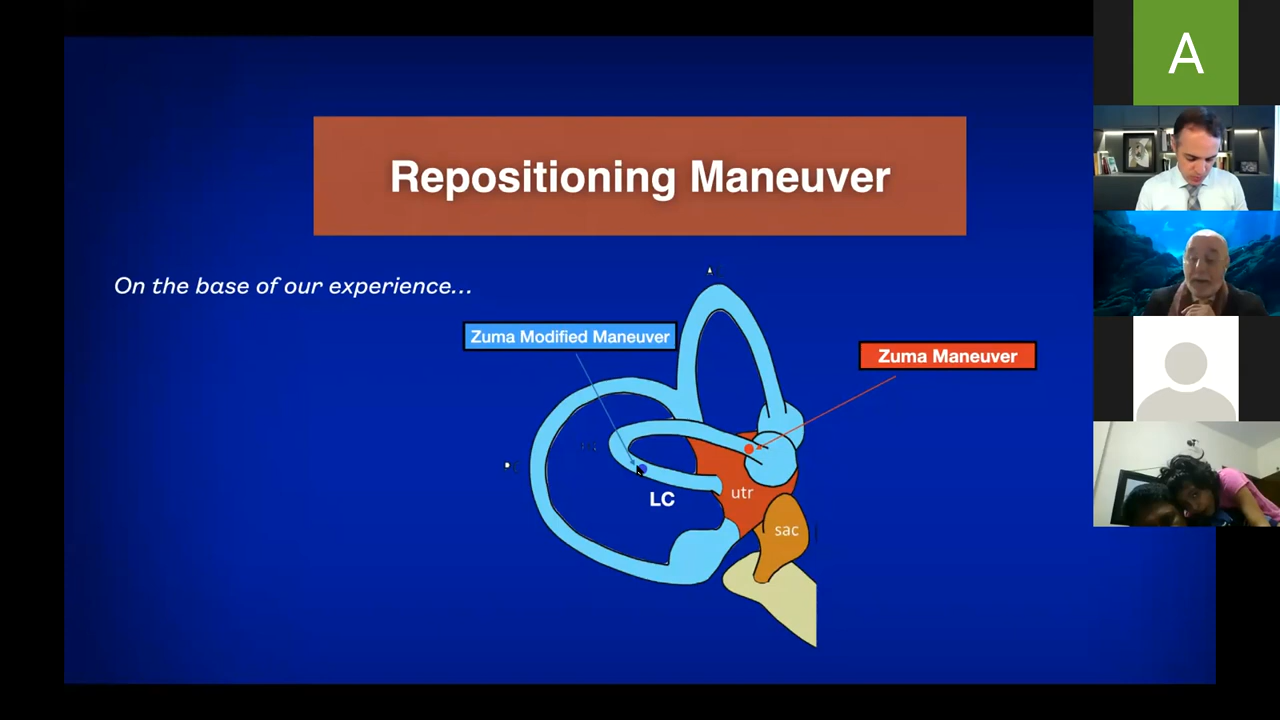 Repositioning Maneuver
On the base of our experience...
Zuma Modified Maneuver
Zuma Maneuver
LC
utr
sac
A